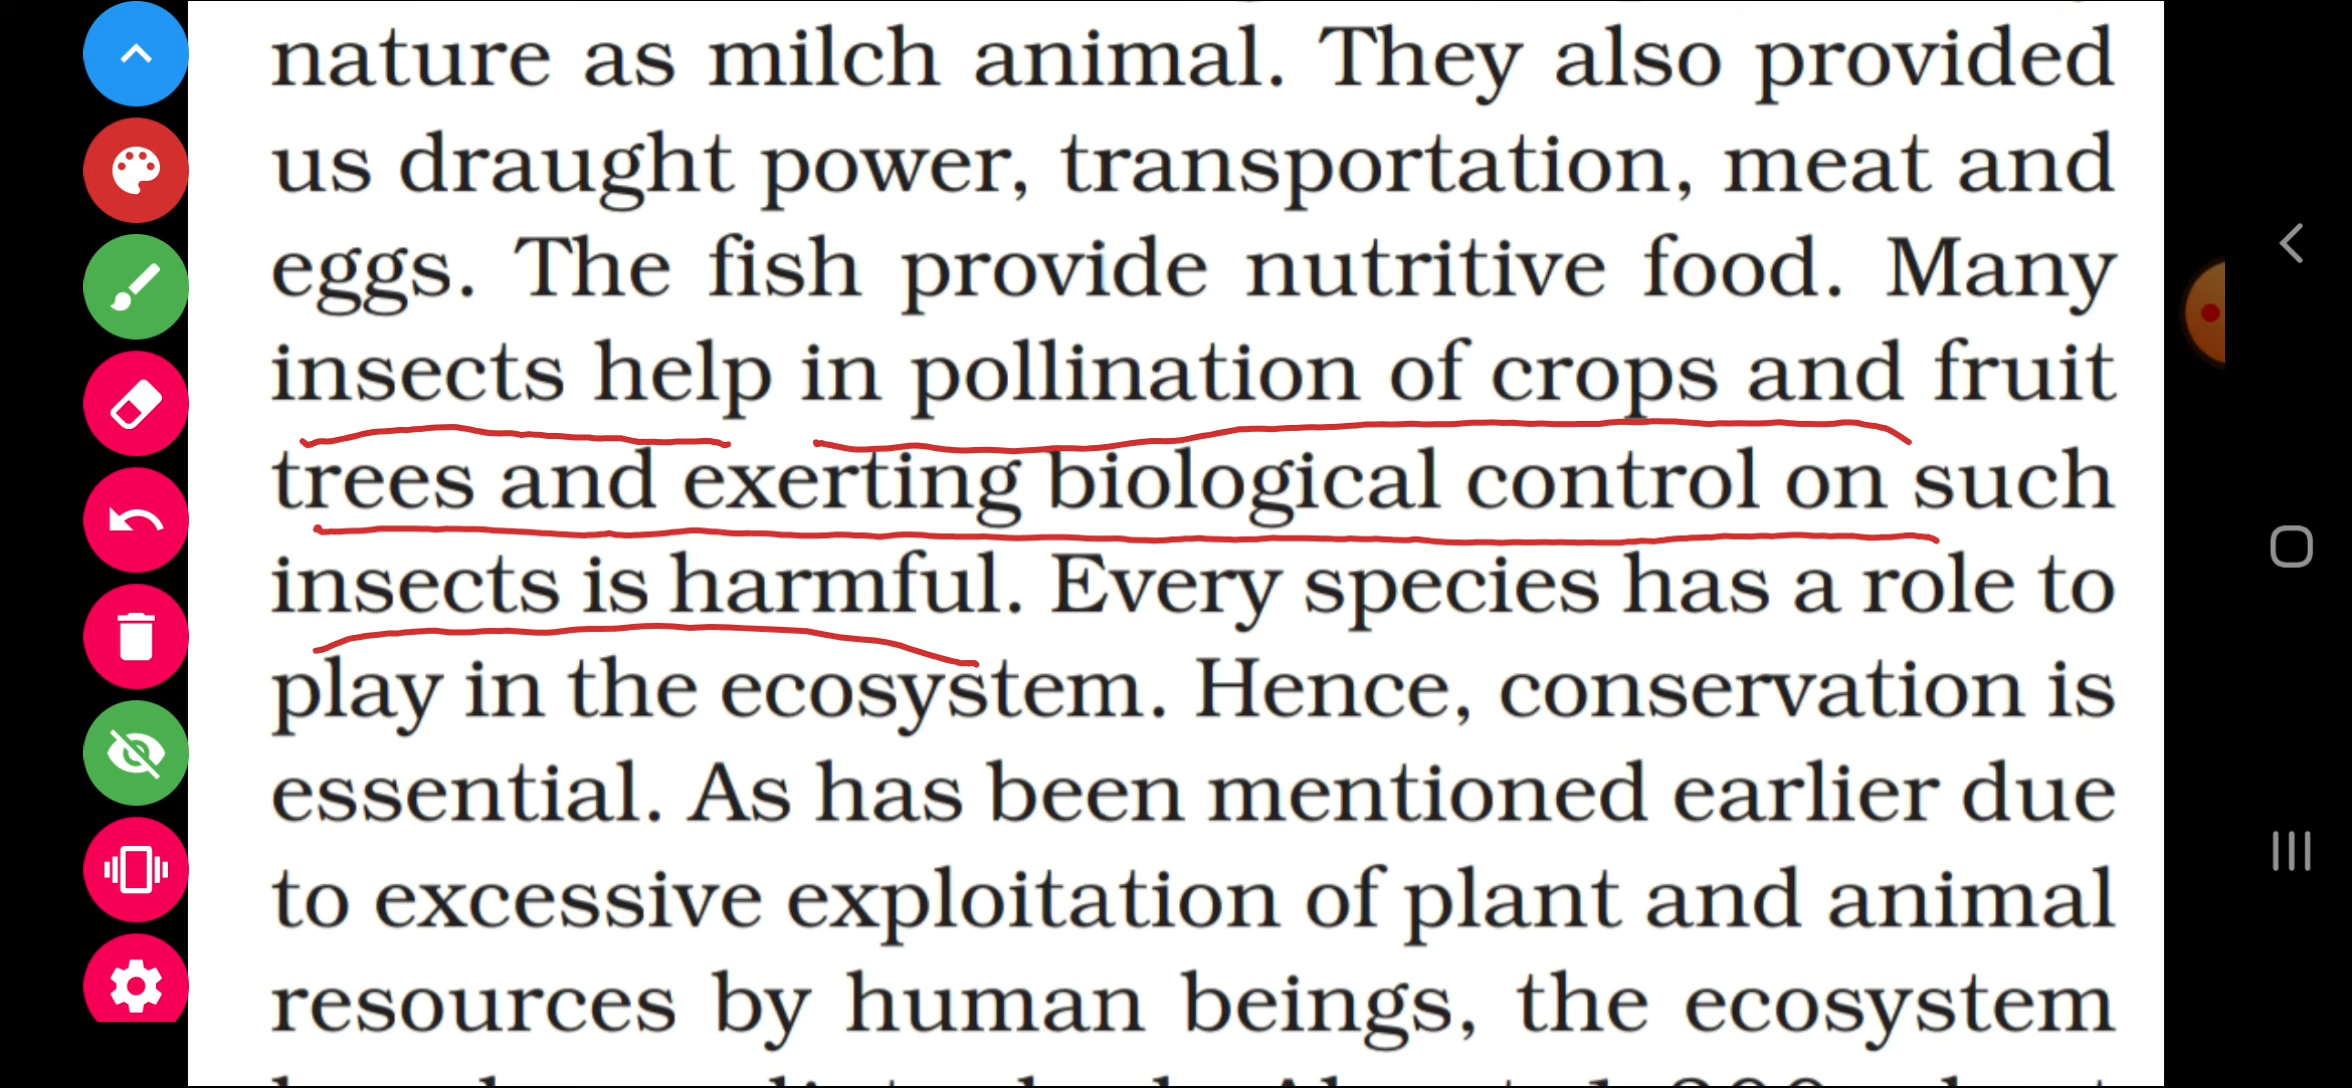 nature as milch animal. They also provided
us draught power, transportation, meat and
eggs. The fish provide nutritive food. Many
insects help in pollination of crops and fruit
trees and exerting biological control on such
insects is harmful. Every species has a role to
play in the ecosystem. Hence, conservation is
essential. As has been mentioned earlier due
to excessive exploitation of plant and animal
resources by human beings, the ecosystem